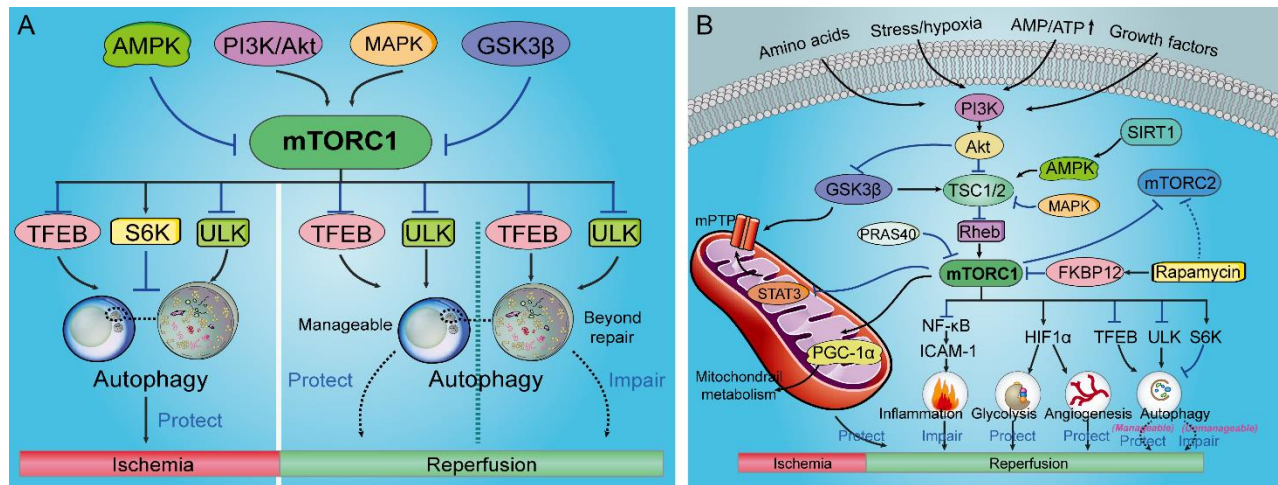 A
AMPK
PI3K/Akt
MAPK
GSK3β
mTORC1
TFEB
S6K
ULK
TFEB
ULK
TFEB
ULK
Manageable
Beyond
repair
Autophagy
Autophagy
Protect
Impair
Protect
Ischemia
Reperfusion
B
Amino acids
Stress/hypoxia
AMP/ATP↑
Growth factors
PI3K
SIRT1
Akt
AMPK
GSK3β
TSC1/2
mTORC2
MAPK
mPTP
Rheb
PRAS40
mTORC1
FKBP12
Rapamycin
STAT3
NF-κB
HIF1α
TFEB
ULK
S6K
ICAM-1
PGC-1α
Mitochondrail
metabolism
Inflammation
Glycolysis
Angiogenesis
Autophagy
(Manageable)
(Unmanageable)
Protect
Impair
Protect
Protect
Protect
Impair
Ischemia
Reperfusion